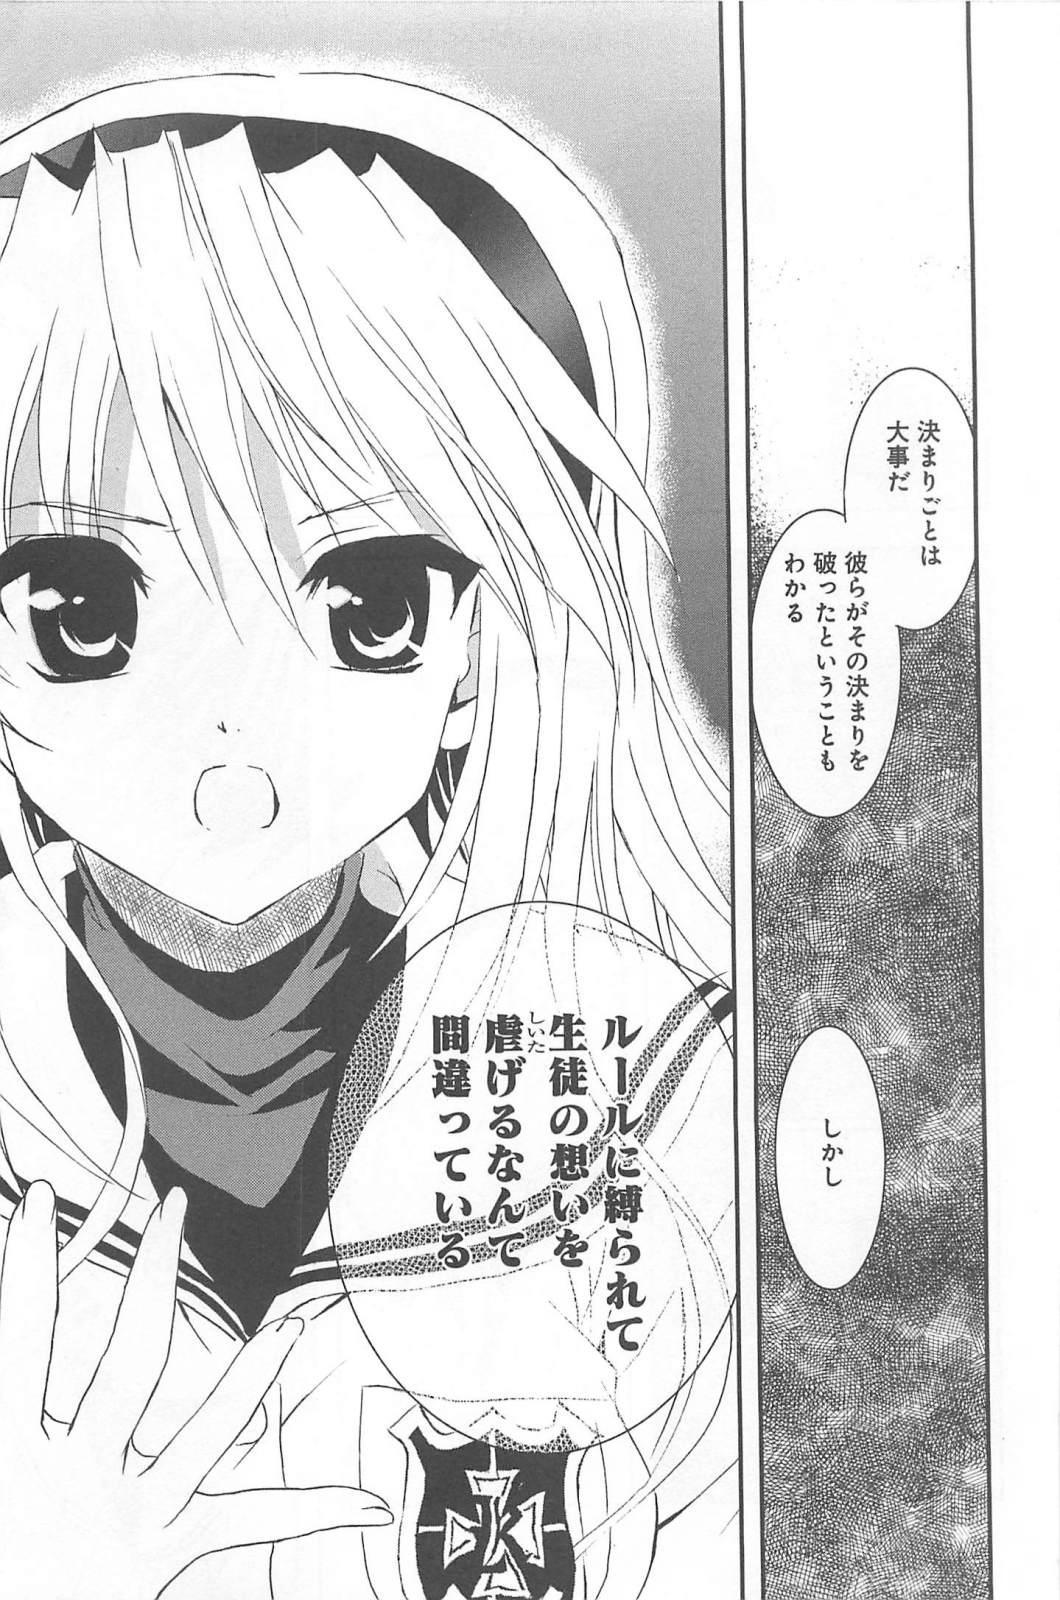 決まりごとは
大事だ
彼らがその決まりを
破ったということも
わかる
しかし
ルールに縛られて
生徒の想いを
虐げるなんて
しいた
間違っている
K